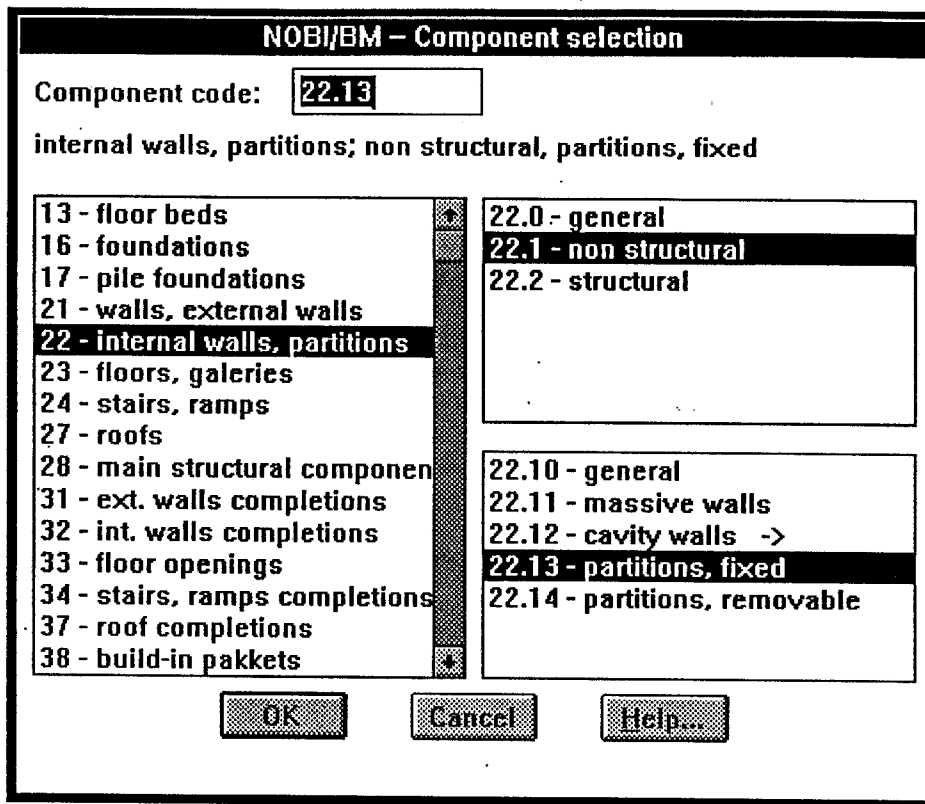 NOBI/BM – Component selection
Component code: 22.13
internal walls, partitions; non structural, partitions, fixed
13 - floor beds
16 - foundations
17 - pile foundations
21 - walls, external walls
22 - internal walls, partitions
23 - floors, galeries
24 - stairs, ramps
27 - roofs
28 - main structural componen
31 - ext. walls completions
32 - int. walls completions
33 - floor openings
34 - stairs, ramps completions
37 - roof completions
38 - build-in pakkets
22.0 - general
22.1 - non structural
22.2 - structural
22.10 - general
22.11 - massive walls
22.12 - cavity walls ->
22.13 - partitions, fixed
22.14 - partitions, removable
OK Cancel Help...